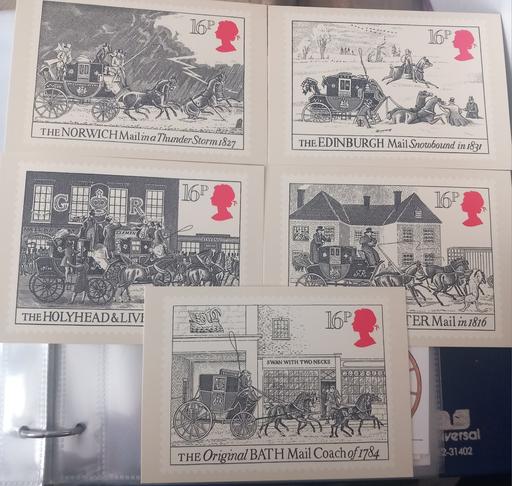 16P
THE NORWICH Mail in a Thunder Storm 1827
16P
THE EDINBURGH Mail Snowbound in 1831
G R
16P
THE HOLYHEAD & LIV
16P
TER Mail in 1816
16P
SWAN WITH TWO NECKS
THE Original BATH Mail Coach of 1784
versal
2-31402